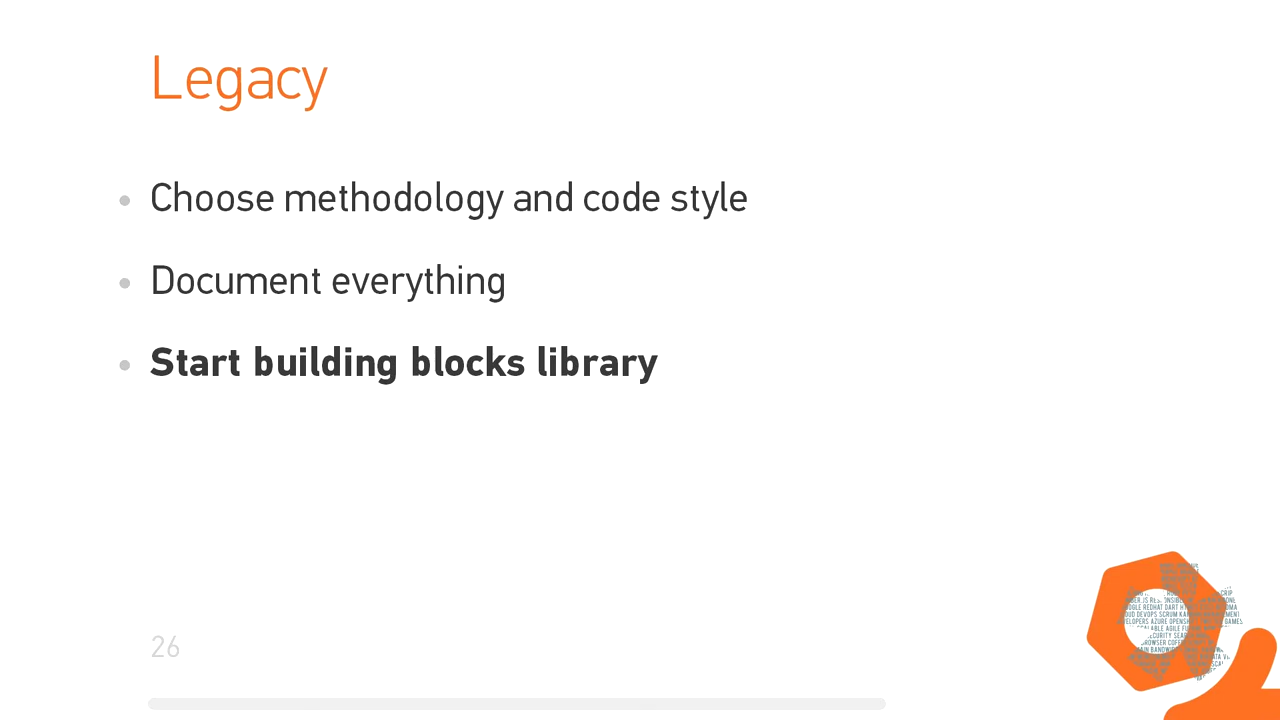 Legacy
Choose methodology and code style
Document everything
Start building blocks library
26